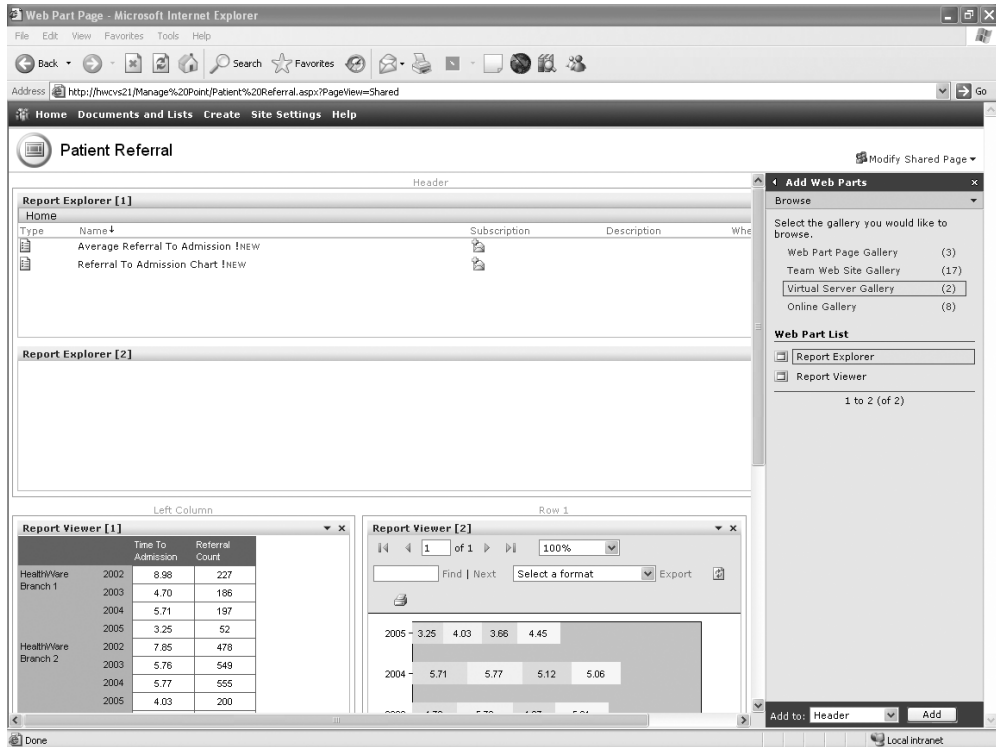 Web Part Page - Microsoft Internet Explorer
File Edit View Favorites Tools Help
Back Search Favorites
Address http://hwcvs21/Manage%20Point/Patient%20Referral.aspx?PageView=Shared Go
Home Documents and Lists Create Site Settings Help
Patient Referral
Modify Shared Page
Header
Report Explorer [1]
Home
Type Name Subscription Description Whe
Average Referral To Admission !NEW
Referral To Admission Chart !NEW
Report Explorer [2]
Left Column
Report Viewer [1]
Time To Admission Referral Count
HealthWare Branch 1 2002 8.98 227
2003 4.70 186
2004 5.71 197
2005 3.25 52
HealthWare Branch 2 2002 7.85 478
2003 5.76 549
2004 5.77 555
2005 4.03 200
Row 1
Report Viewer [2]
1 of 1 100%
Find | Next Select a format Export
2005 3.25 4.03 3.66 4.45
2004 5.71 5.77 5.12 5.06
Add Web Parts
Browse
Select the gallery you would like to
browse.
Web Part Page Gallery (3)
Team Web Site Gallery (17)
Virtual Server Gallery (2)
Online Gallery (8)
Web Part List
Report Explorer
Report Viewer
1 to 2 (of 2)
Add to: Header Add
Done Local intranet